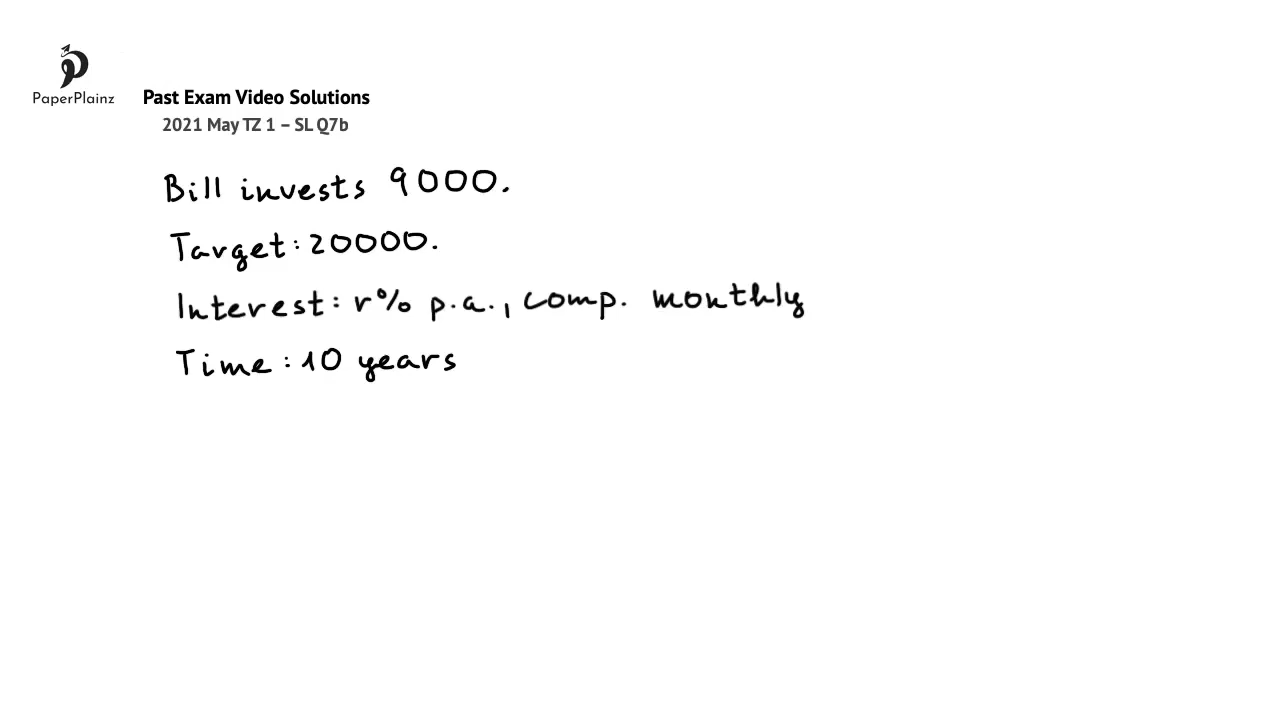 PaperPlainz
Past Exam Video Solutions
2021 May TZ 1 – SL Q7b
Bill invests 9000.
Target: 20000.
Interest: r% p.a., comp. monthly
Time: 10 years